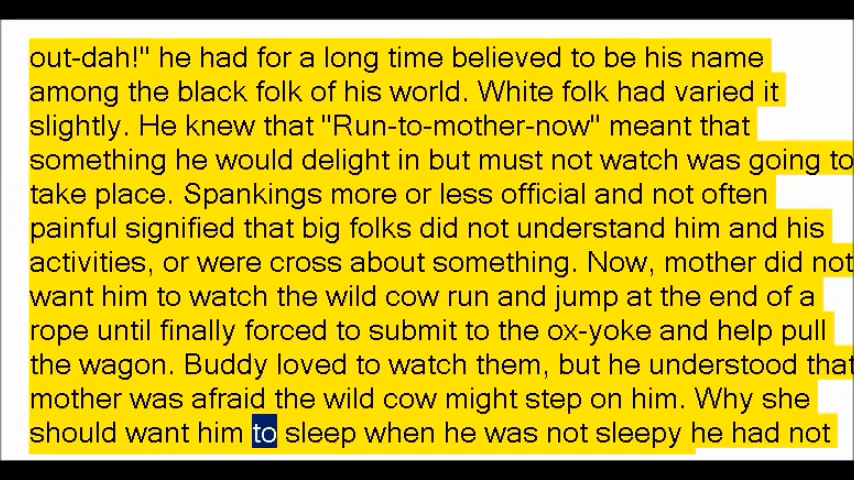 out-dah!" he had for a long time believed to be his name
among the black folk of his world. White folk had varied it
slightly. He knew that "Run-to-mother-now" meant that
something he would delight in but must not watch was going to
take place. Spankings more or less official and not often
painful signified that big folks did not understand him and his
activities, or were cross about something. Now, mother did not
want him to watch the wild cow run and jump at the end of a
rope until finally forced to submit to the ox-yoke and help pull
the wagon. Buddy loved to watch them, but he understood that
mother was afraid the wild cow might step on him. Why she
should want him to sleep when he was not sleepy he had not